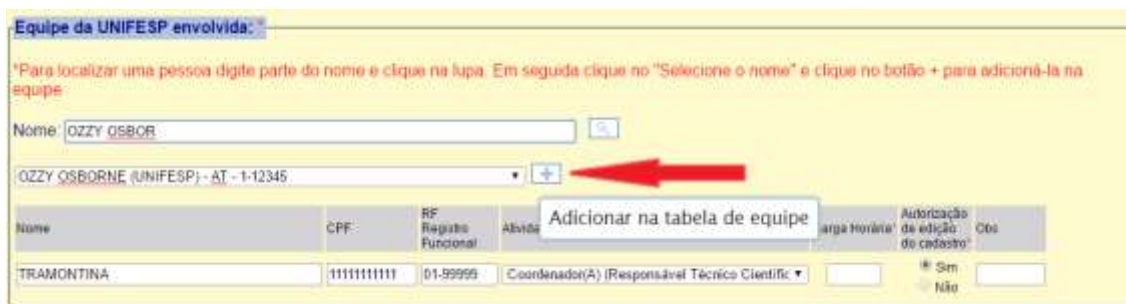 Equipe da UNIFESP envolvida: *
*Para localizar uma pessoa digite parte do nome e clique na lupa. Em seguida clique no "Selecione o nome" e clique no botão + para adicioná-la na
equipe
Nome: OZZY OSBOR
OZZY OSBORNE (UNIFESP) - AT - 1-12345
+
Adicionar na tabela de equipe
Nome CPF RF Registro Funcional Carga Horária* Autorização de edição do cadastro* Obs
TRAMONTINA 11111111111 01-99999 Coordenador(A) (Responsável Técnico Científic Sim
Não